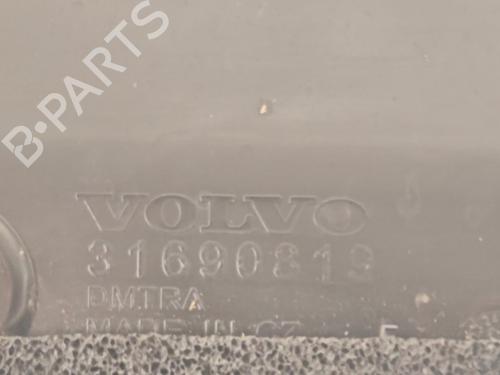 B-PARTS
VOLVO
31690819
DMTRA
MADE IN CZ F